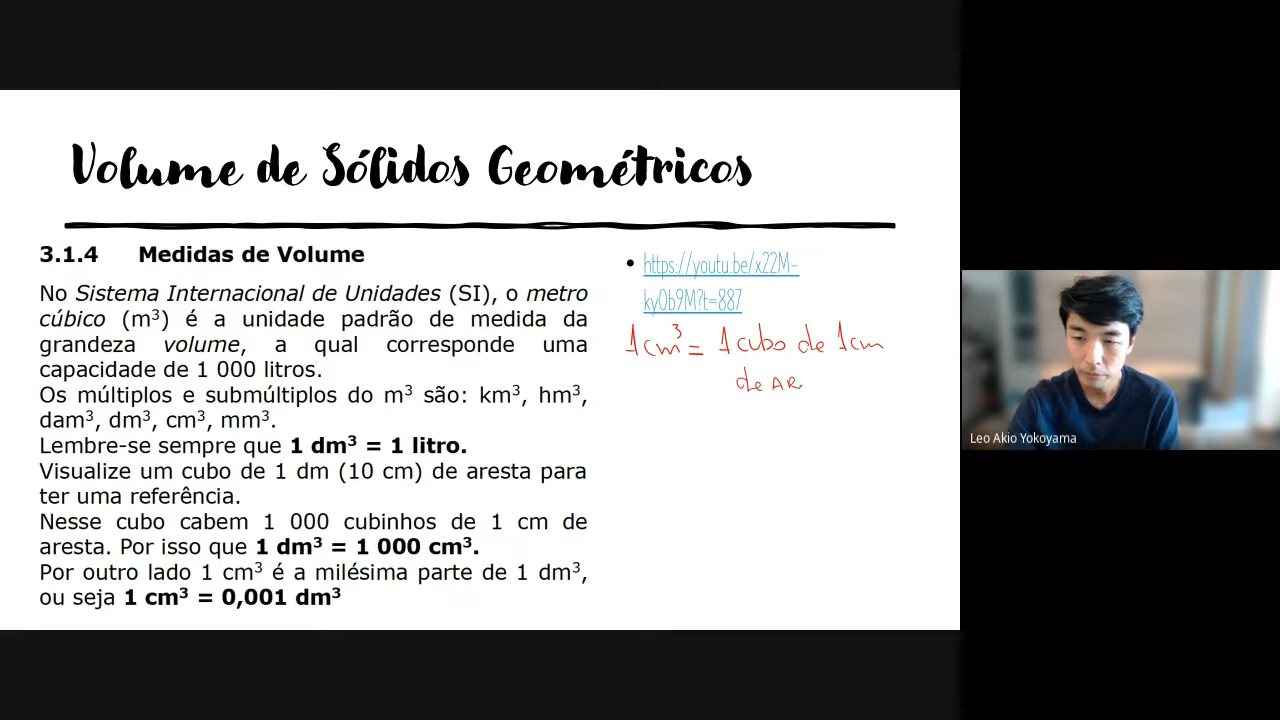 Volume de Sólidos Geométricos
3.1.4 Medidas de Volume
No Sistema Internacional de Unidades (SI), o metro
cúbico (m³) é a unidade padrão de medida da
grandeza volume, a qual corresponde uma
capacidade de 1 000 litros.
Os múltiplos e submúltiplos do m³ são: km³, hm³,
dam³, dm³, cm³, mm³.
Lembre-se sempre que 1 dm³ = 1 litro.
Visualize um cubo de 1 dm (10 cm) de aresta para
ter uma referência.
Nesse cubo cabem 1 000 cubinhos de 1 cm de
aresta. Por isso que 1 dm³ = 1 000 cm³.
Por outro lado 1 cm³ é a milésima parte de 1 dm³,
ou seja 1 cm³ = 0,001 dm³
• https://youtu.be/x22M-
ky0b9M?t=887
1 cm³ = 1 cubo de 1 cm
de AR
Leo Akio Yokoyama